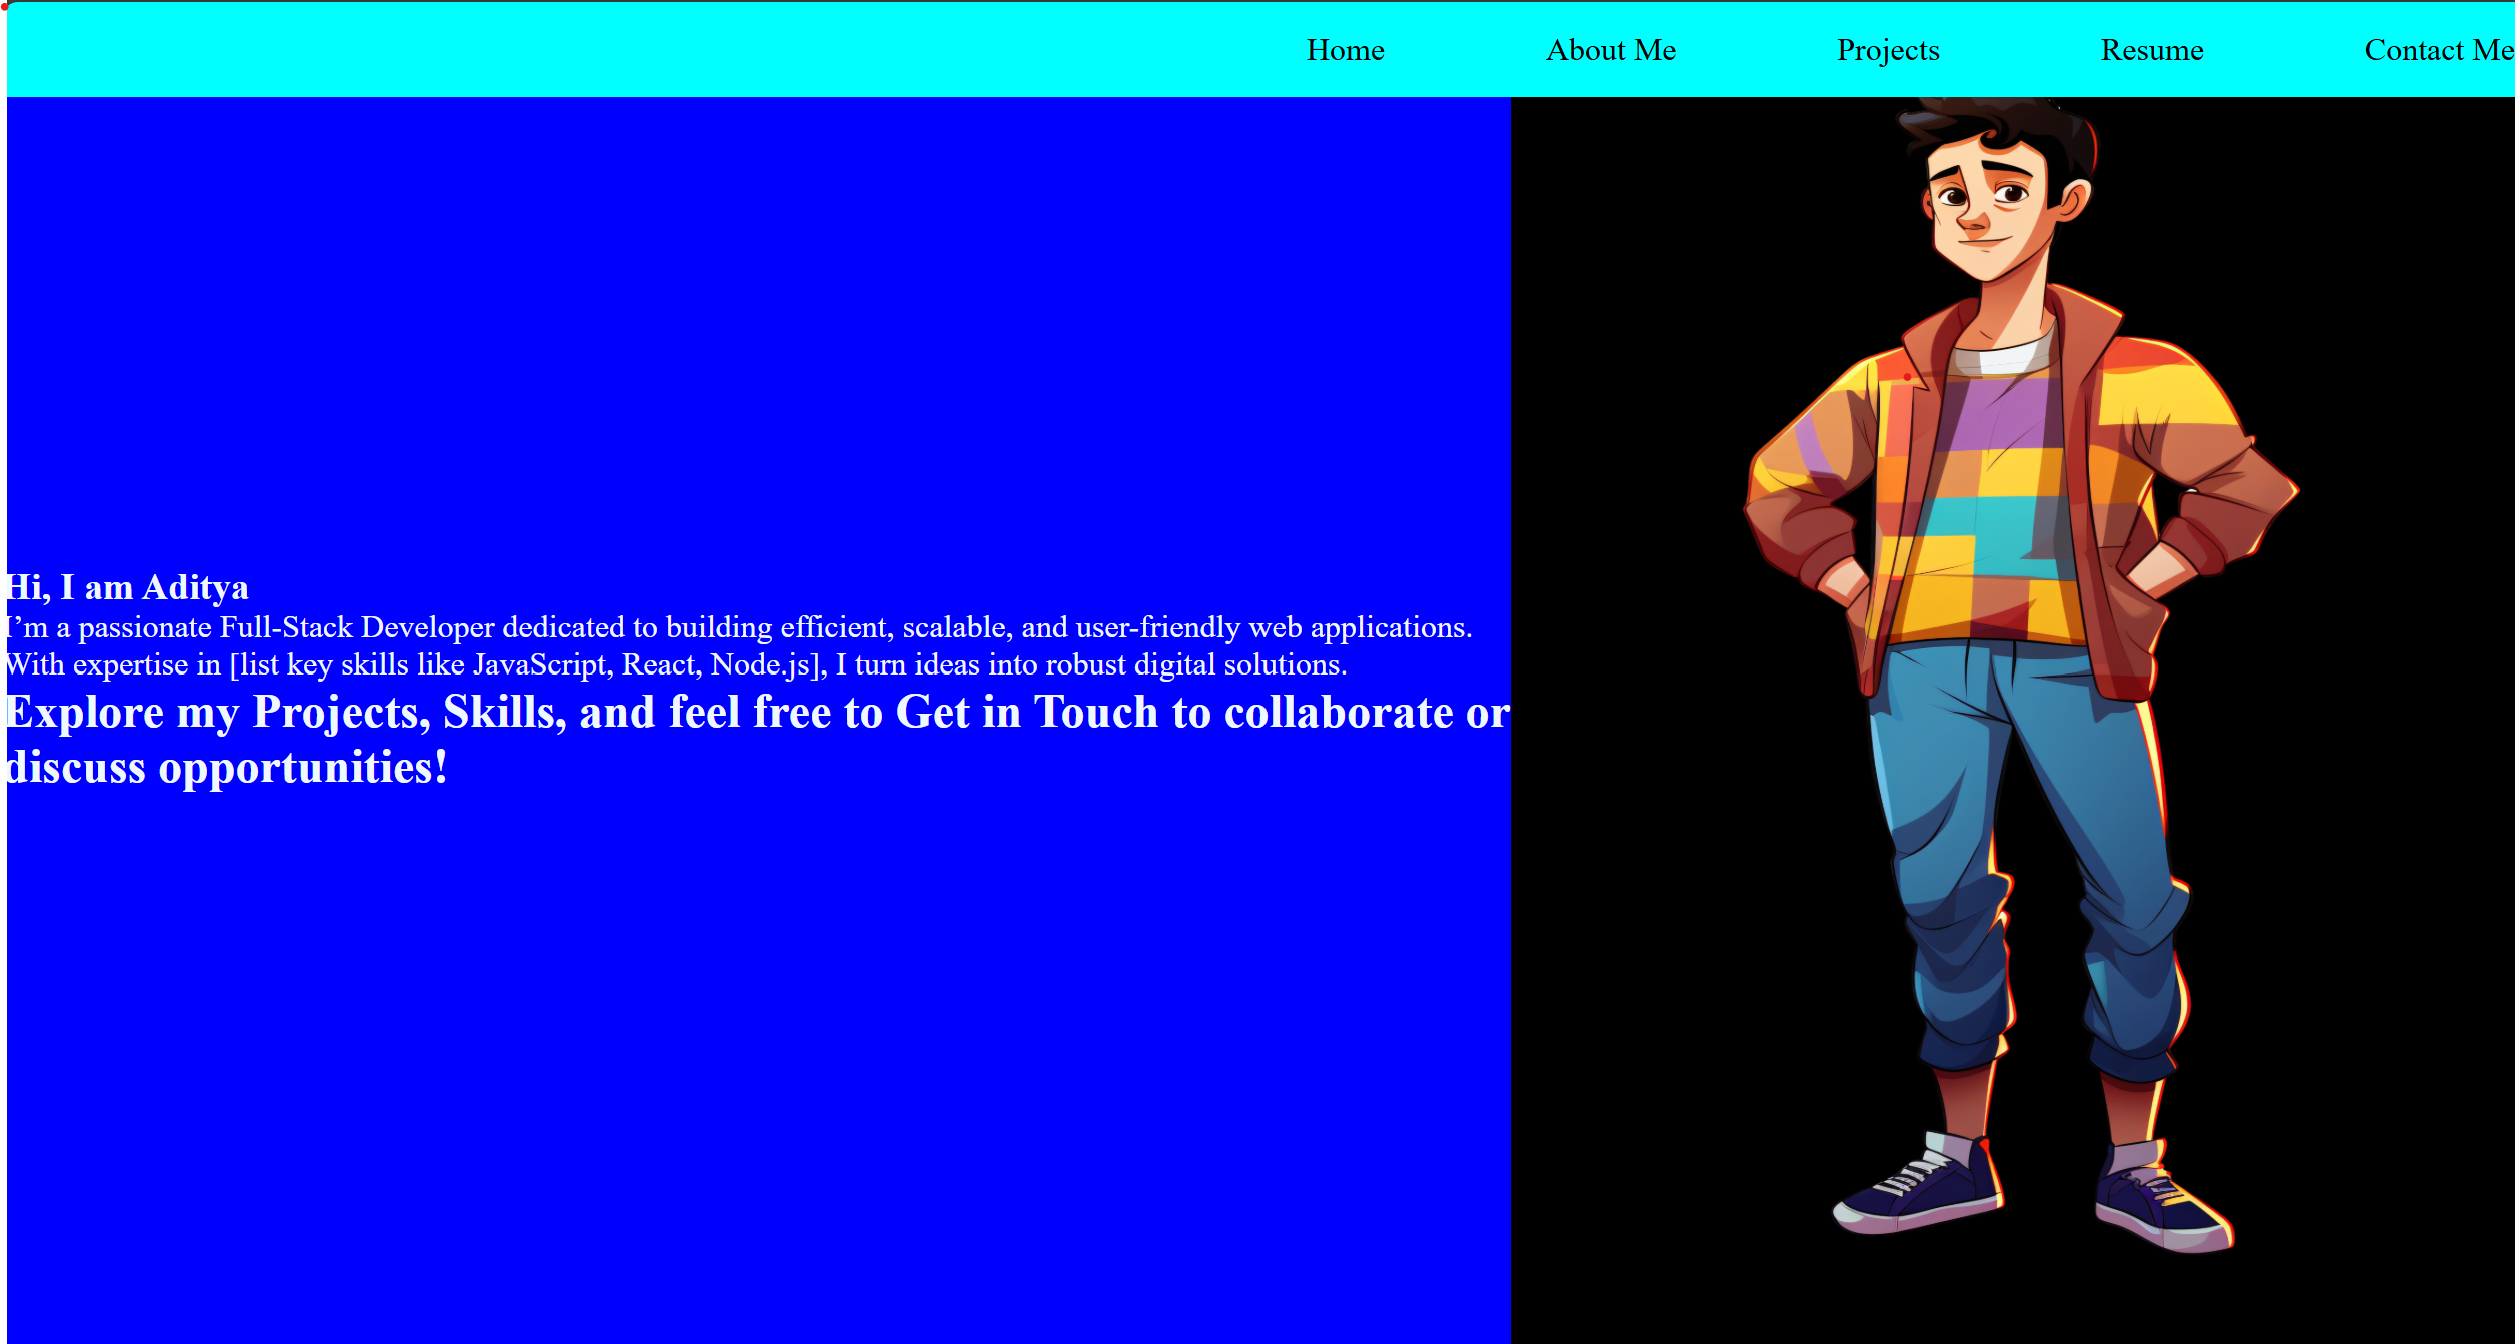 Home About Me Projects Resume Contact Me
Hi, I am Aditya
I’m a passionate Full-Stack Developer dedicated to building efficient, scalable, and user-friendly web applications.
With expertise in [list key skills like JavaScript, React, Node.js], I turn ideas into robust digital solutions.
Explore my Projects, Skills, and feel free to Get in Touch to collaborate or
discuss opportunities!